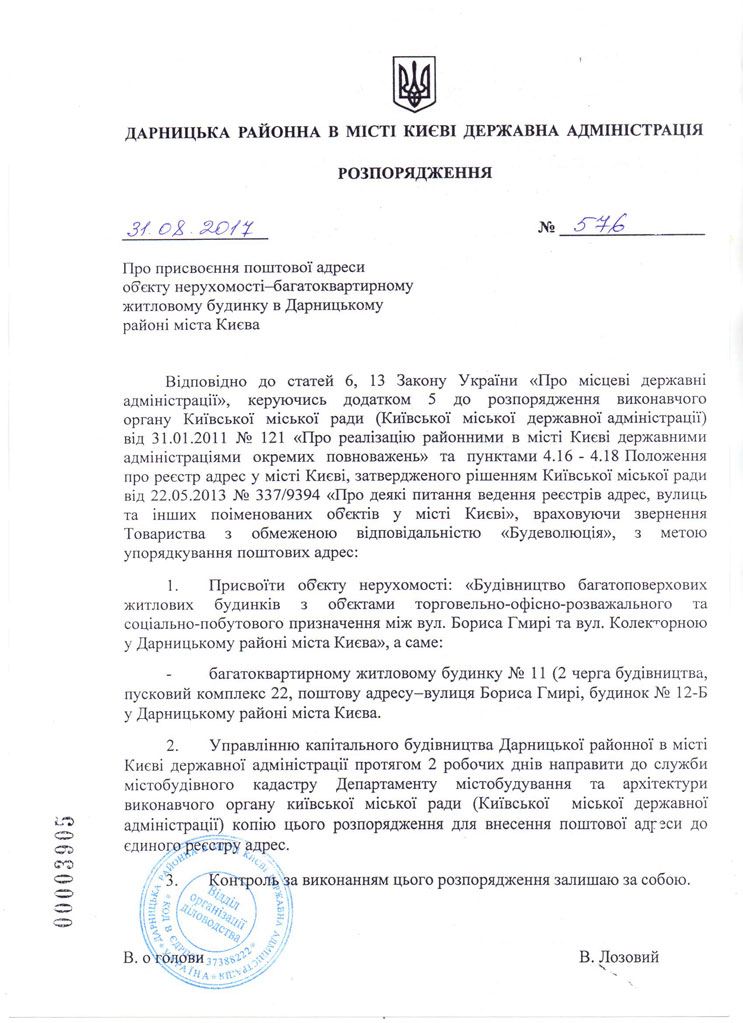 ДАРНИЦЬКА РАЙОННА В МІСТІ КИЄВІ ДЕРЖАВНА АДМІНІСТРАЦІЯ
РОЗПОРЯДЖЕННЯ
31.08.2017 № 576
Про присвоєння поштової адреси
об'єкту нерухомості–багатоквартирному
житловому будинку в Дарницькому
районі міста Києва
Відповідно до статей 6, 13 Закону України «Про місцеві державні
адміністрації», керуючись додатком 5 до розпорядження виконавчого
органу Київської міської ради (Київської міської державної адміністрації)
від 31.01.2011 № 121 «Про реалізацію районними в місті Києві державними
адміністраціями окремих повноважень» та пунктами 4.16 - 4.18 Положення
про реєстр адрес у місті Києві, затвердженого рішенням Київської міської ради
від 22.05.2013 № 337/9394 «Про деякі питання ведення реєстрів адрес, вулиць
та інших поіменованих об'єктів у місті Києві», враховуючи звернення
Товариства з обмеженою відповідальністю «Будеволюція», з метою
упорядкування поштових адрес:
1. Присвоїти об'єкту нерухомості: «Будівництво багатоповерхових
житлових будинків з об'єктами торговельно-офісно-розважального та
соціально-побутового призначення між вул. Бориса Гмирі та вул. Колекторною
у Дарницькому районі міста Києва», а саме:
- багатоквартирному житловому будинку № 11 (2 черга будівництва,
пусковий комплекс 22, поштову адресу–вулиця Бориса Гмирі, будинок № 12-Б
у Дарницькому районі міста Києва.
2. Управлінню капітального будівництва Дарницької районної в місті
Києві державної адміністрації протягом 2 робочих днів направити до служби
містобудівного кадастру Департаменту містобудування та архітектури
виконавчого органу київської міської ради (Київської міської державної
адміністрації) копію цього розпорядження для внесення поштової адреси до
єдиного реєстру адрес.
3. Контроль за виконанням цього розпорядження залишаю за собою.
В. о голови В. Лозовий
00003905
Відділ
організації
діловодства
ДАРНИЦЬКА РАЙОННА В МІСТІ КИЄВІ ДЕРЖАВНА АДМІНІСТРАЦІЯ
УКРАЇНА
37388222